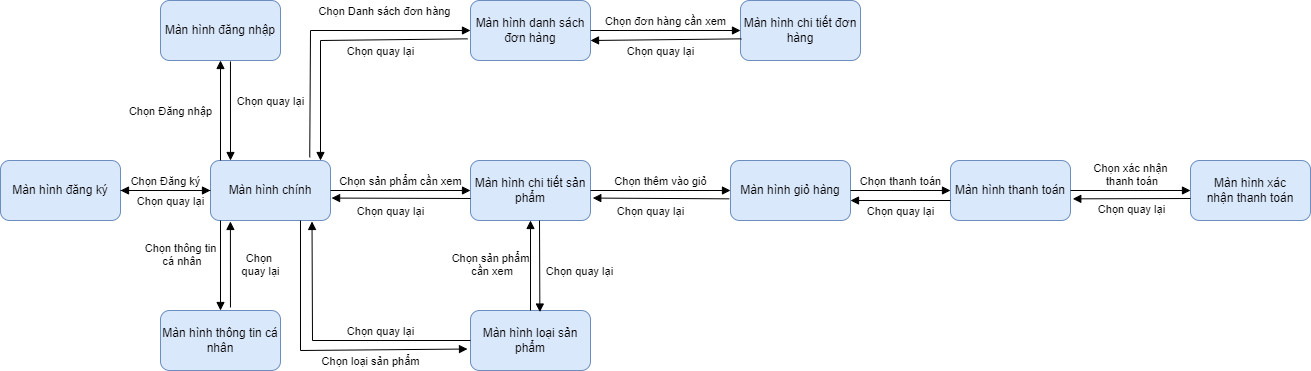 Chọn Danh sách đơn hàng
Màn hình đăng nhập
Màn hình danh sách
đơn hàng
Chọn đơn hàng cần xem
Màn hình chi tiết đơn
hàng
Chọn quay lại
Chọn quay lại
Chọn quay lại
Chọn Đăng nhập
Màn hình đăng ký
Chọn Đăng ký
Chọn quay lại
Màn hình chính
Chọn sản phẩm cần xem
Chọn quay lại
Màn hình chi tiết sản
phẩm
Chọn thêm vào giỏ
Chọn quay lại
Màn hình giỏ hàng
Chọn thanh toán
Chọn quay lại
Màn hình thanh toán
Chọn xác nhận
thanh toán
Chọn quay lại
Màn hình xác
nhận thanh toán
Chọn thông tin
cá nhân
Chọn
quay lại
Chọn sản phẩm
cần xem
Chọn quay lại
Màn hình thông tin cá
nhân
Chọn quay lại
Chọn loại sản phẩm
Màn hình loại sản
phẩm